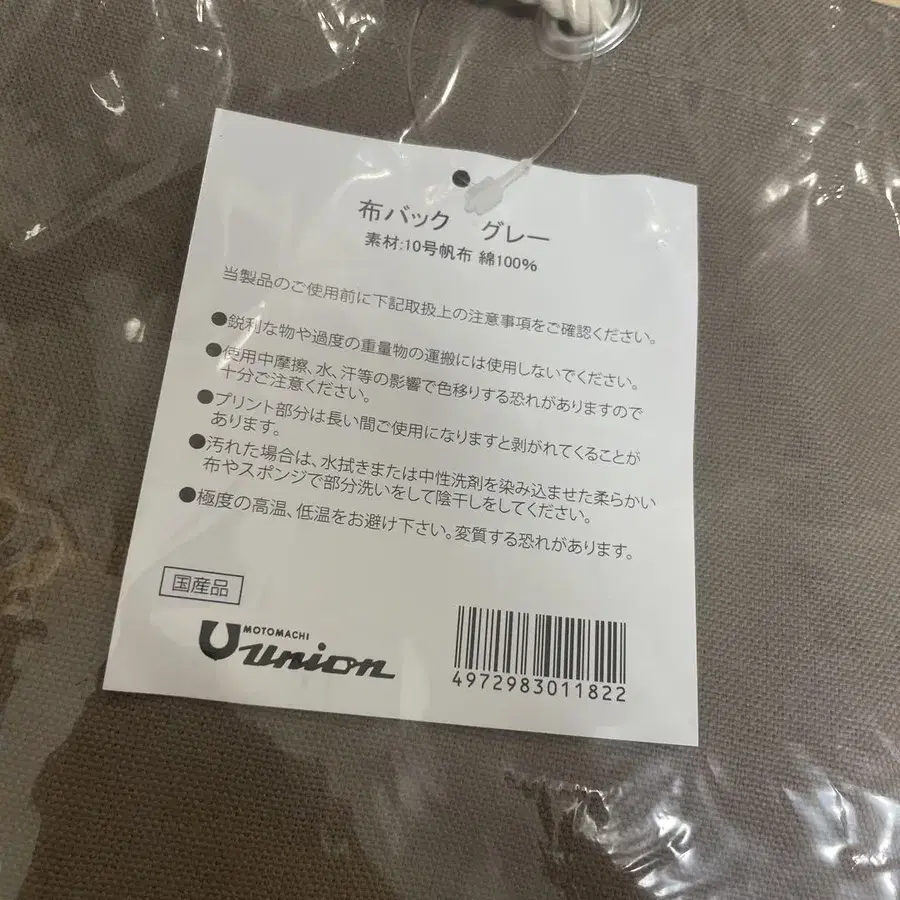 布バック グレー
素材:10号帆布 綿100%
当製品のご使用前に下記取扱上の注意事項をご確認ください。
●鋭利な物や過度の重量物の運搬には使用しないでください。
●使用中摩擦、水、汗等の影響で色移りする恐れがありますので
十分ご注意ください。
●プリント部分は長い間ご使用になりますと剥がれてくることが
あります。
●汚れた場合は、水拭きまたは中性洗剤を染み込ませた柔らかい
布やスポンジで部分洗いをして陰干しをしてください。
●極度の高温、低温をお避け下さい。変質する恐れがあります。
国産品
MOTOMACHI
Union
4972983011822